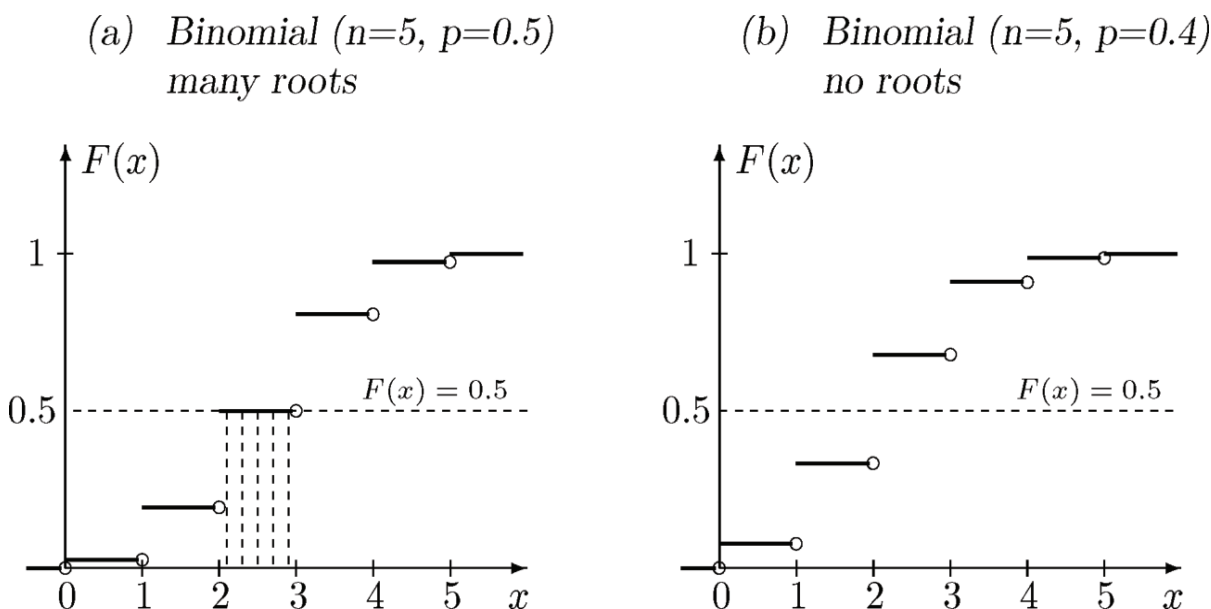 (a) Binomial (n=5, p=0.5)
many roots
F(x)
1
F(x) = 0.5
0.5
0 1 2 3 4 5 x
(b) Binomial (n=5, p=0.4)
no roots
F(x)
1
F(x) = 0.5
0.5
0 1 2 3 4 5 x